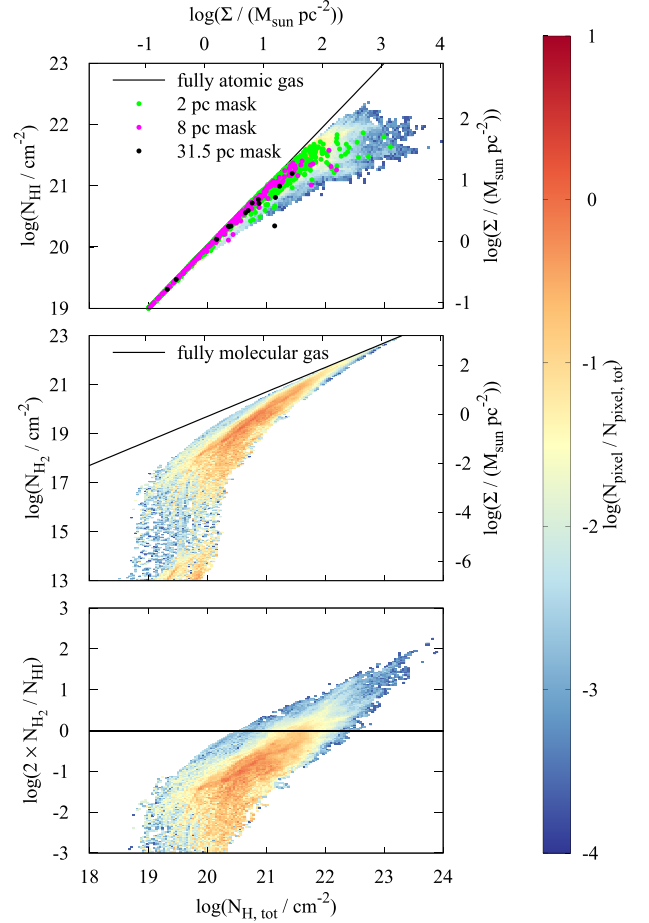 log(Σ / (M_sun pc^-2))
-1 0 1 2 3 4
23
22
21
20
19
log(N_HI / cm^-2)
fully atomic gas
2 pc mask
8 pc mask
31.5 pc mask
2
1
0
-1
log(Σ / (M_sun pc^-2))
23
21
19
17
15
13
log(N_H2 / cm^-2)
fully molecular gas
2
0
-2
-4
-6
log(Σ / (M_sun pc^-2))
3
2
1
0
-1
-2
-3
log(2 × N_H2 / N_HI)
18 19 20 21 22 23 24
log(N_H, tot / cm^-2)
1
0
-1
-2
-3
-4
log(N_pixel / N_pixel, tot)